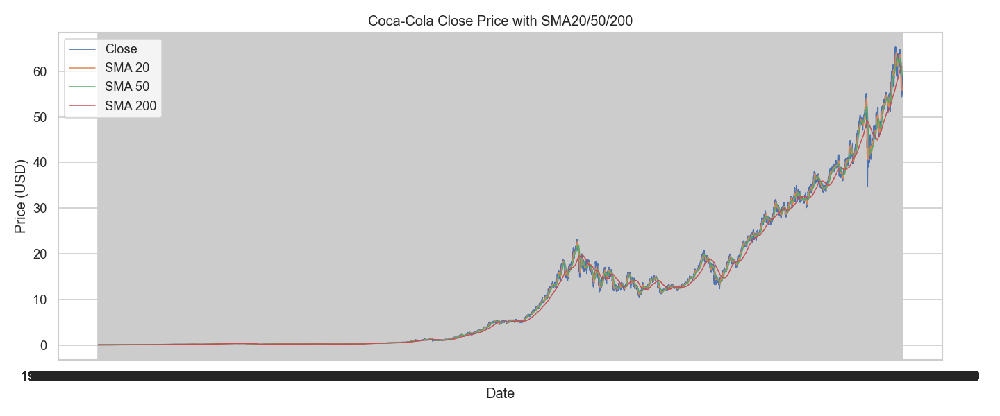 Coca-Cola Close Price with SMA20/50/200
Close
SMA 20
SMA 50
SMA 200
Price (USD)
60
50
40
30
20
10
0
Date